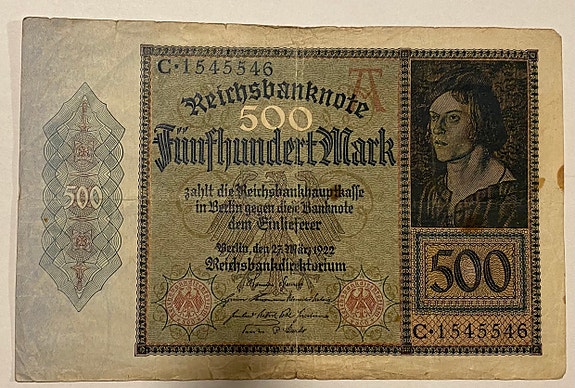 C·1545546
Reichsbanknote
500
Fünfhundert Mark
zahlt die Reichsbankhauptkasse
in Berlin gegen diese Banknote
dem Einlieferer
Berlin, den 27. März 1922
Reichsbankdirektorium
500
500
C·1545546